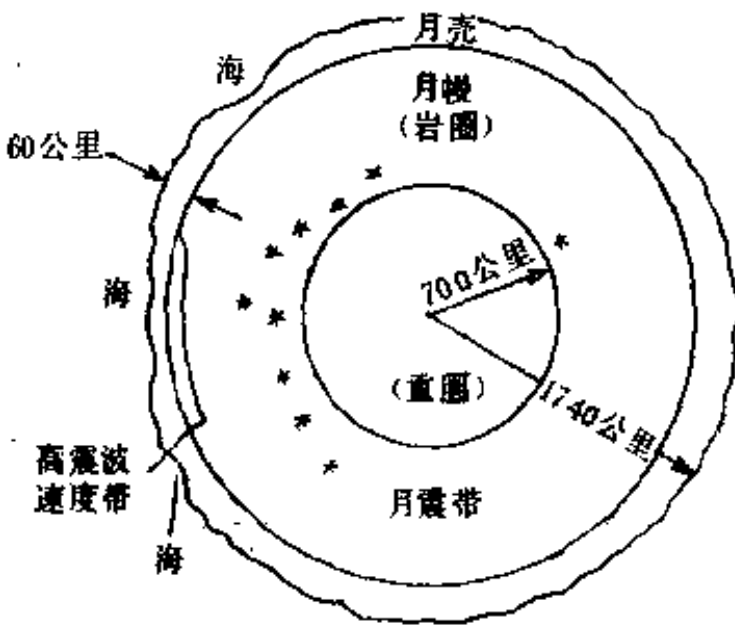 月壳
海
月幔
(岩圈)
60公里
700公里
海
(重圈)
1740公里
高震波
速度带
月震带
海